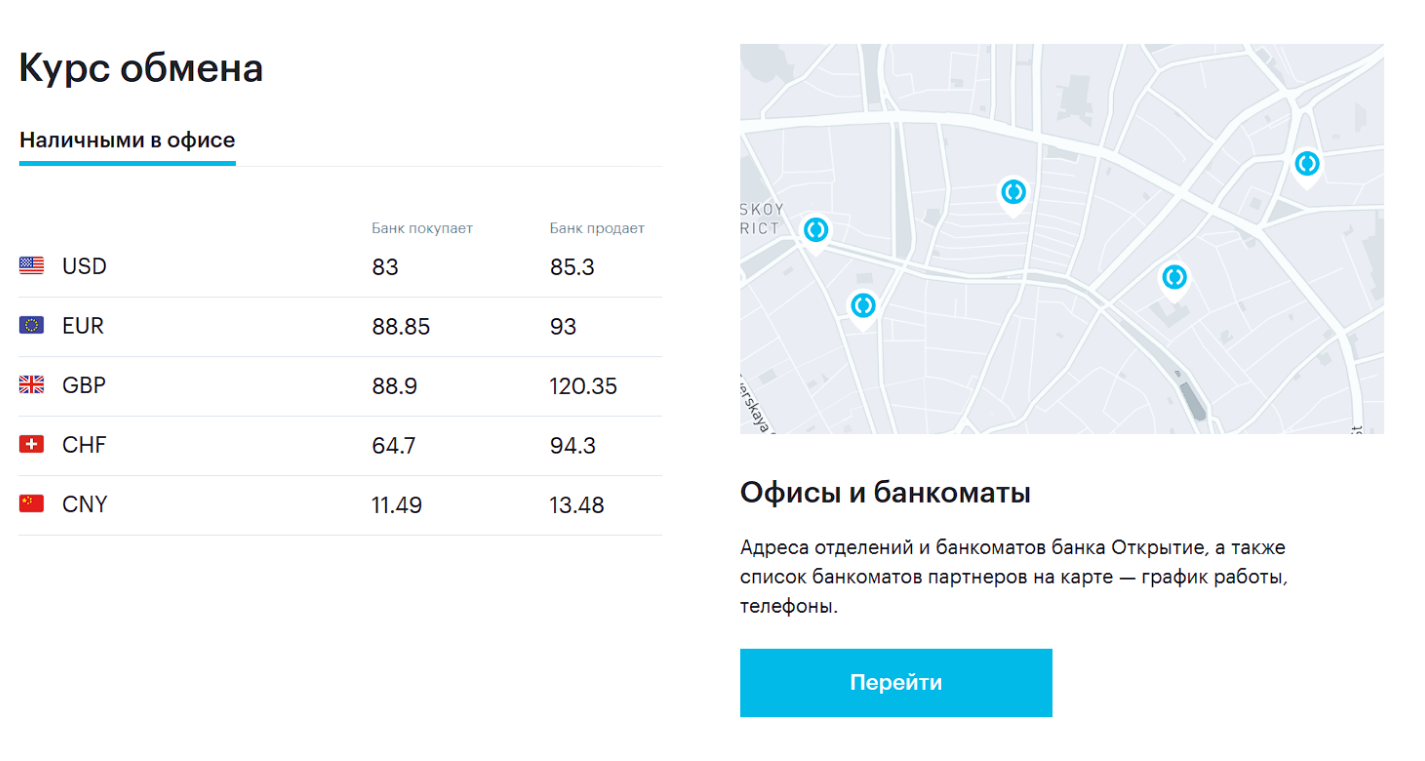 Курс обмена
Наличными в офисе
Банк покупает Банк продает
USD 83 85.3
EUR 88.85 93
GBP 88.9 120.35
CHF 64.7 94.3
CNY 11.49 13.48
SKOY
RICT
erskaya
st
Офисы и банкоматы
Адреса отделений и банкоматов банка Открытие, а также
список банкоматов партнеров на карте — график работы,
телефоны.
Перейти